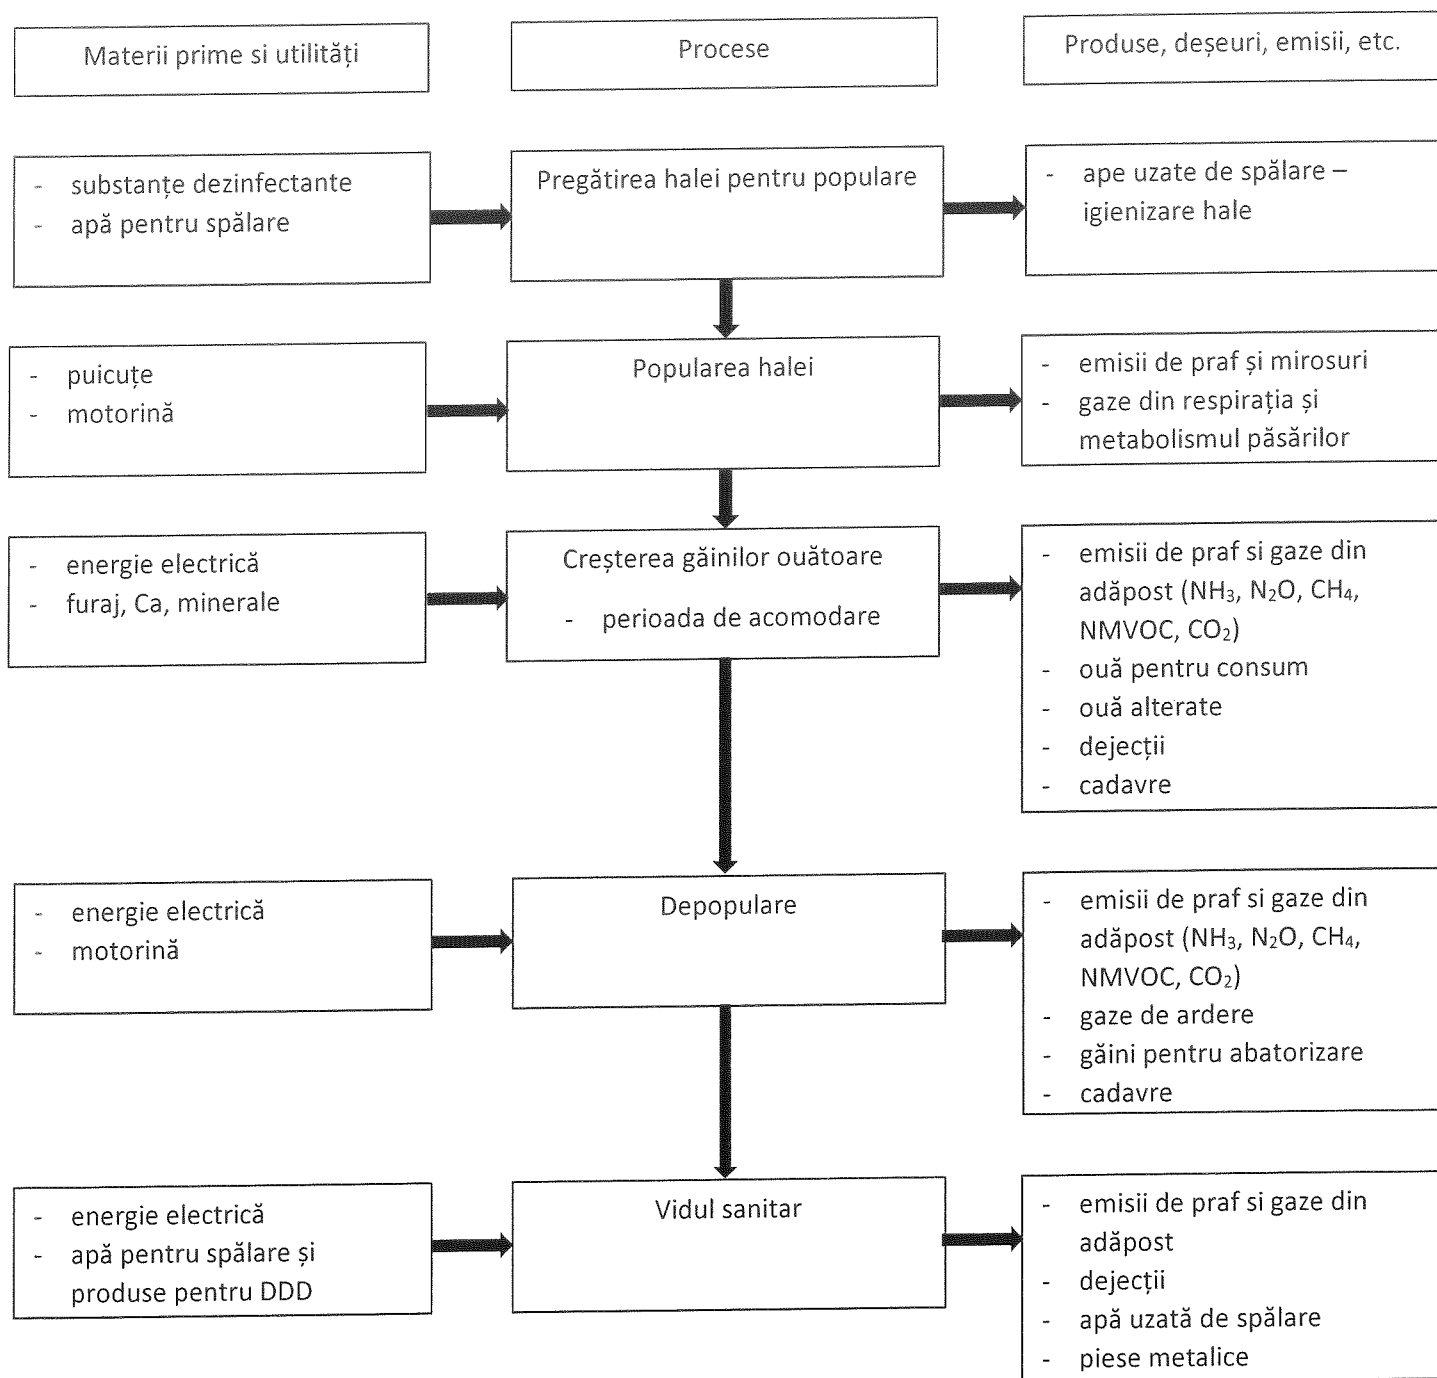 Materii prime si utilități
Procese
Produse, deșeuri, emisii, etc.
- substanțe dezinfectante
- apă pentru spălare
Pregătirea halei pentru populare
- ape uzate de spălare –
igienizare hale
- puicuțe
- motorină
Popularea halei
- emisii de praf și mirosuri
- gaze din respirația și
metabolismul păsărilor
- energie electrică
- furaj, Ca, minerale
Creșterea găinilor ouătoare
- perioada de acomodare
- emisii de praf si gaze din
adăpost (NH₃, N₂O, CH₄,
NMVOC, CO₂)
- ouă pentru consum
- ouă alterate
- dejecții
- cadavre
- energie electrică
- motorină
Depopulare
- emisii de praf si gaze din
adăpost (NH₃, N₂O, CH₄,
NMVOC, CO₂)
- gaze de ardere
- găini pentru abatorizare
- cadavre
- energie electrică
- apă pentru spălare și
produse pentru DDD
Vidul sanitar
- emisii de praf si gaze din
adăpost
- dejecții
- apă uzată de spălare
- piese metalice